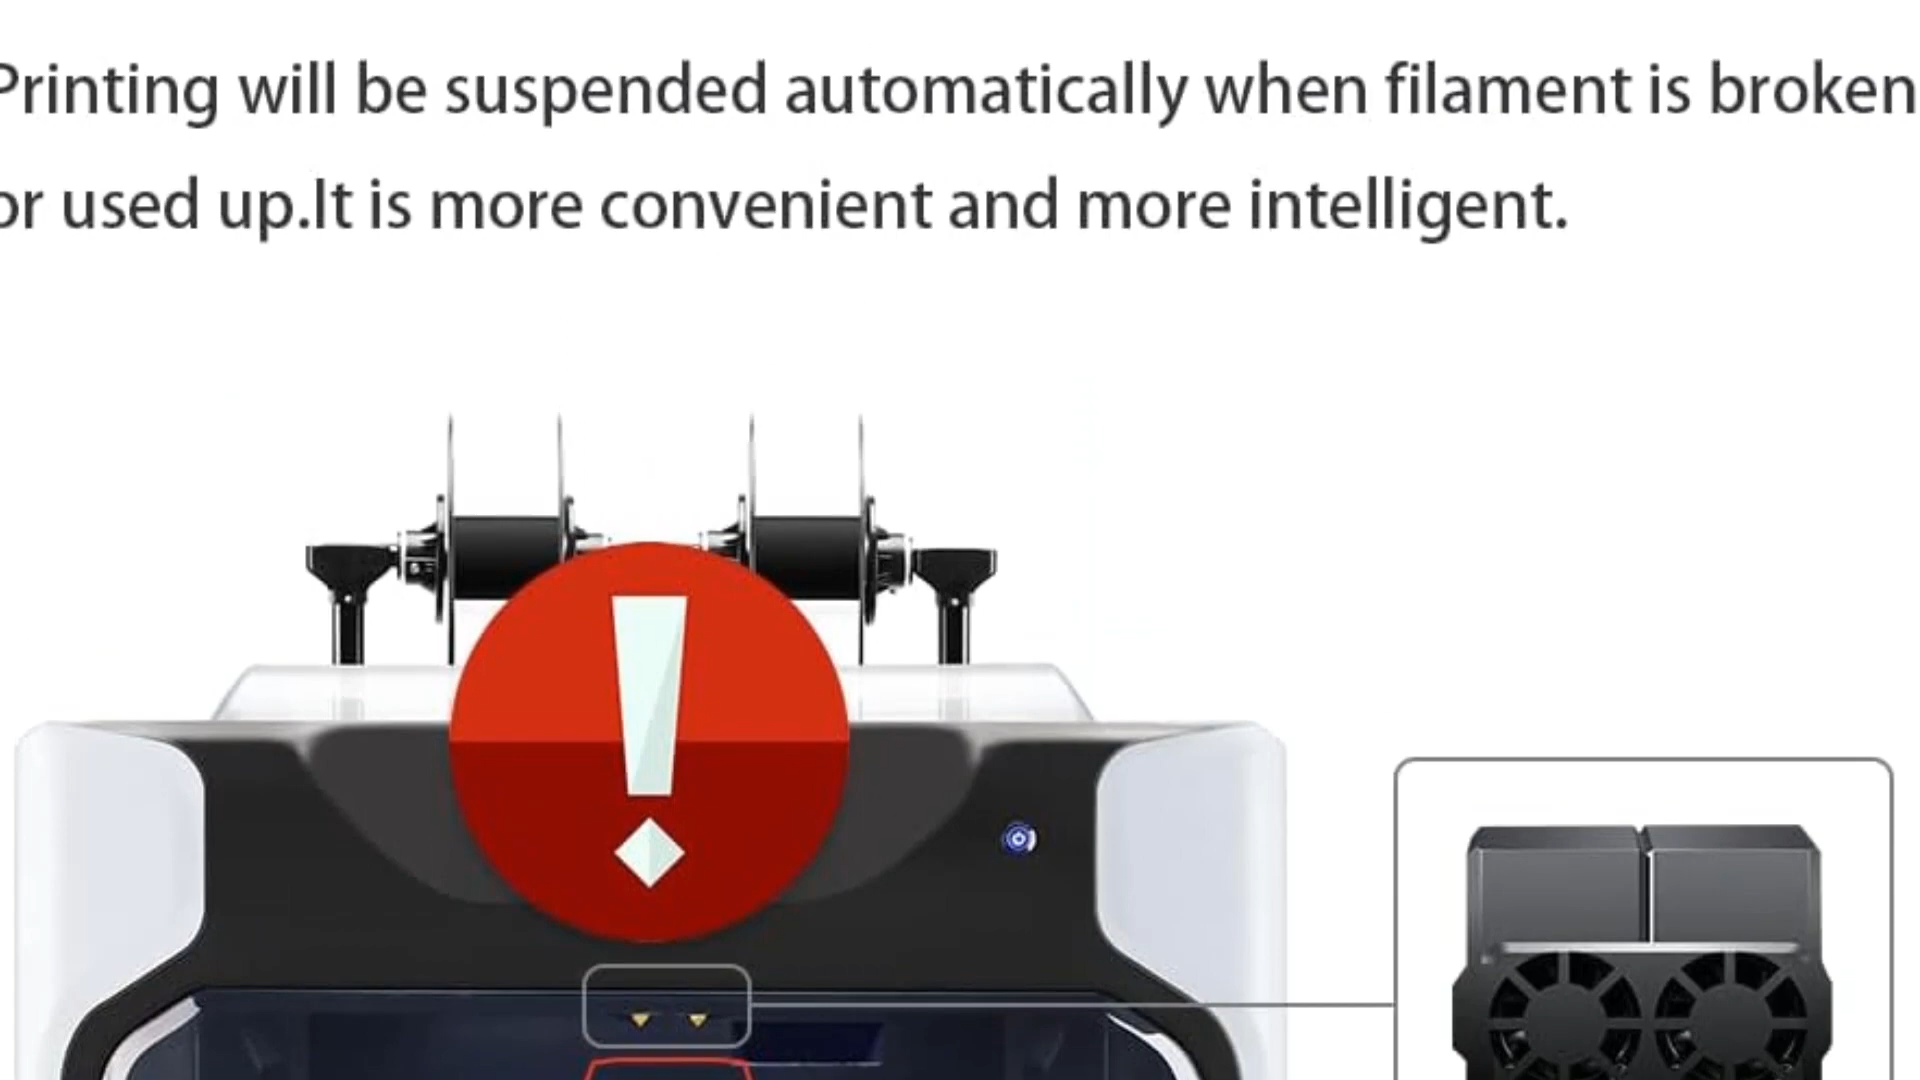 Printing will be suspended automatically when filament is broken
or used up.It is more convenient and more intelligent.